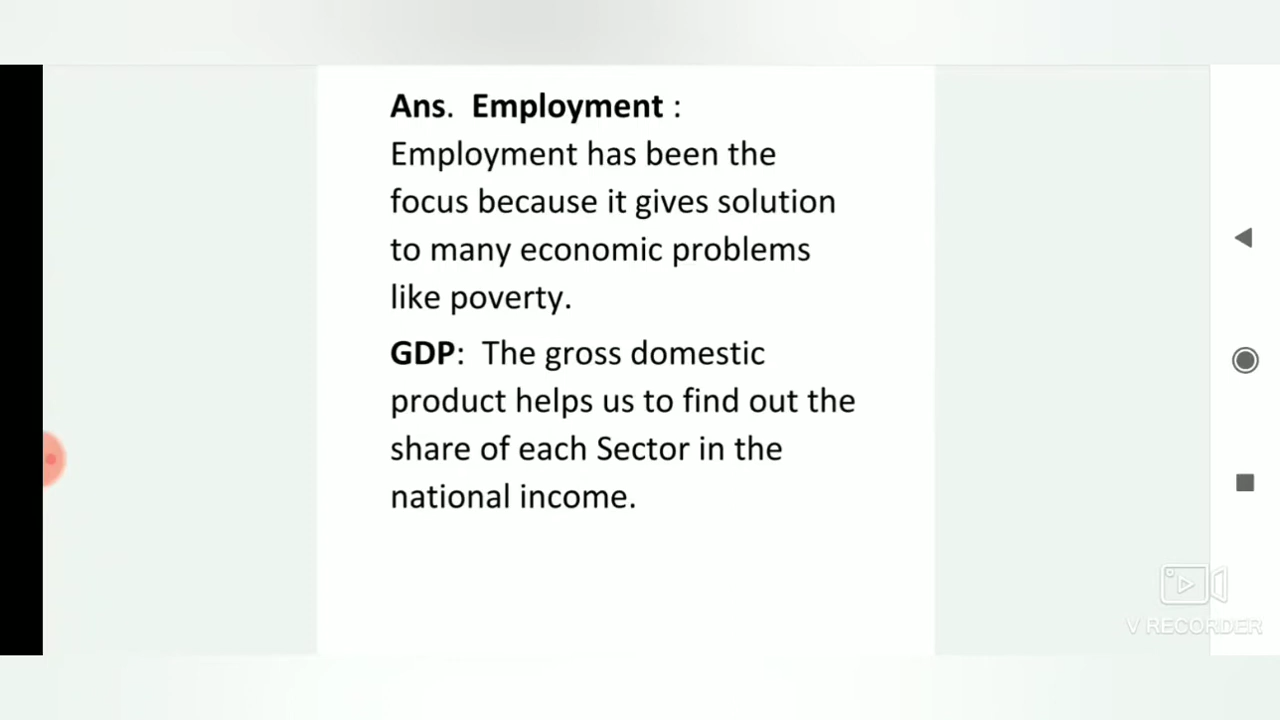 Ans. Employment :
Employment has been the
focus because it gives solution
to many economic problems
like poverty.
GDP: The gross domestic
product helps us to find out the
share of each Sector in the
national income.
V RECORDER